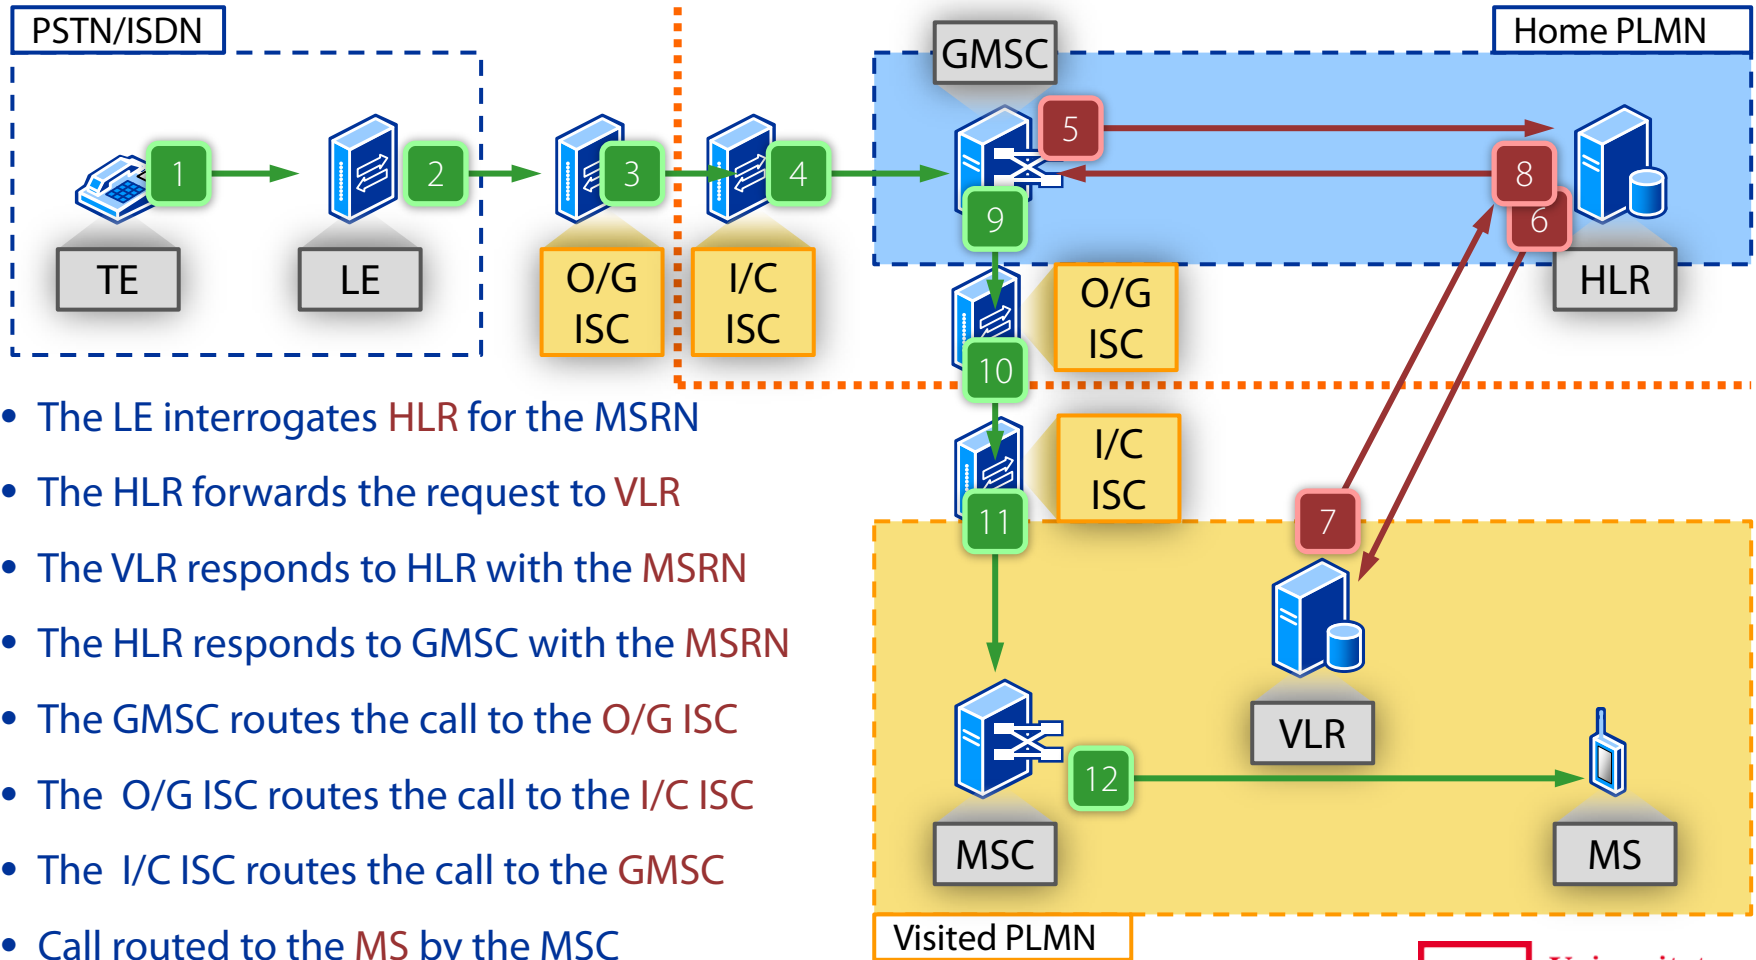 PSTN/ISDN
GMSC
Home PLMN
1
2
3
4
5
8
6
9
TE
LE
O/G
ISC
I/C
ISC
O/G
ISC
HLR
10
I/C
ISC
11
7
VLR
12
MSC
MS
Visited PLMN
• The LE interrogates HLR for the MSRN
• The HLR forwards the request to VLR
• The VLR responds to HLR with the MSRN
• The HLR responds to GMSC with the MSRN
• The GMSC routes the call to the O/G ISC
• The O/G ISC routes the call to the I/C ISC
• The I/C ISC routes the call to the GMSC
• Call routed to the MS by the MSC